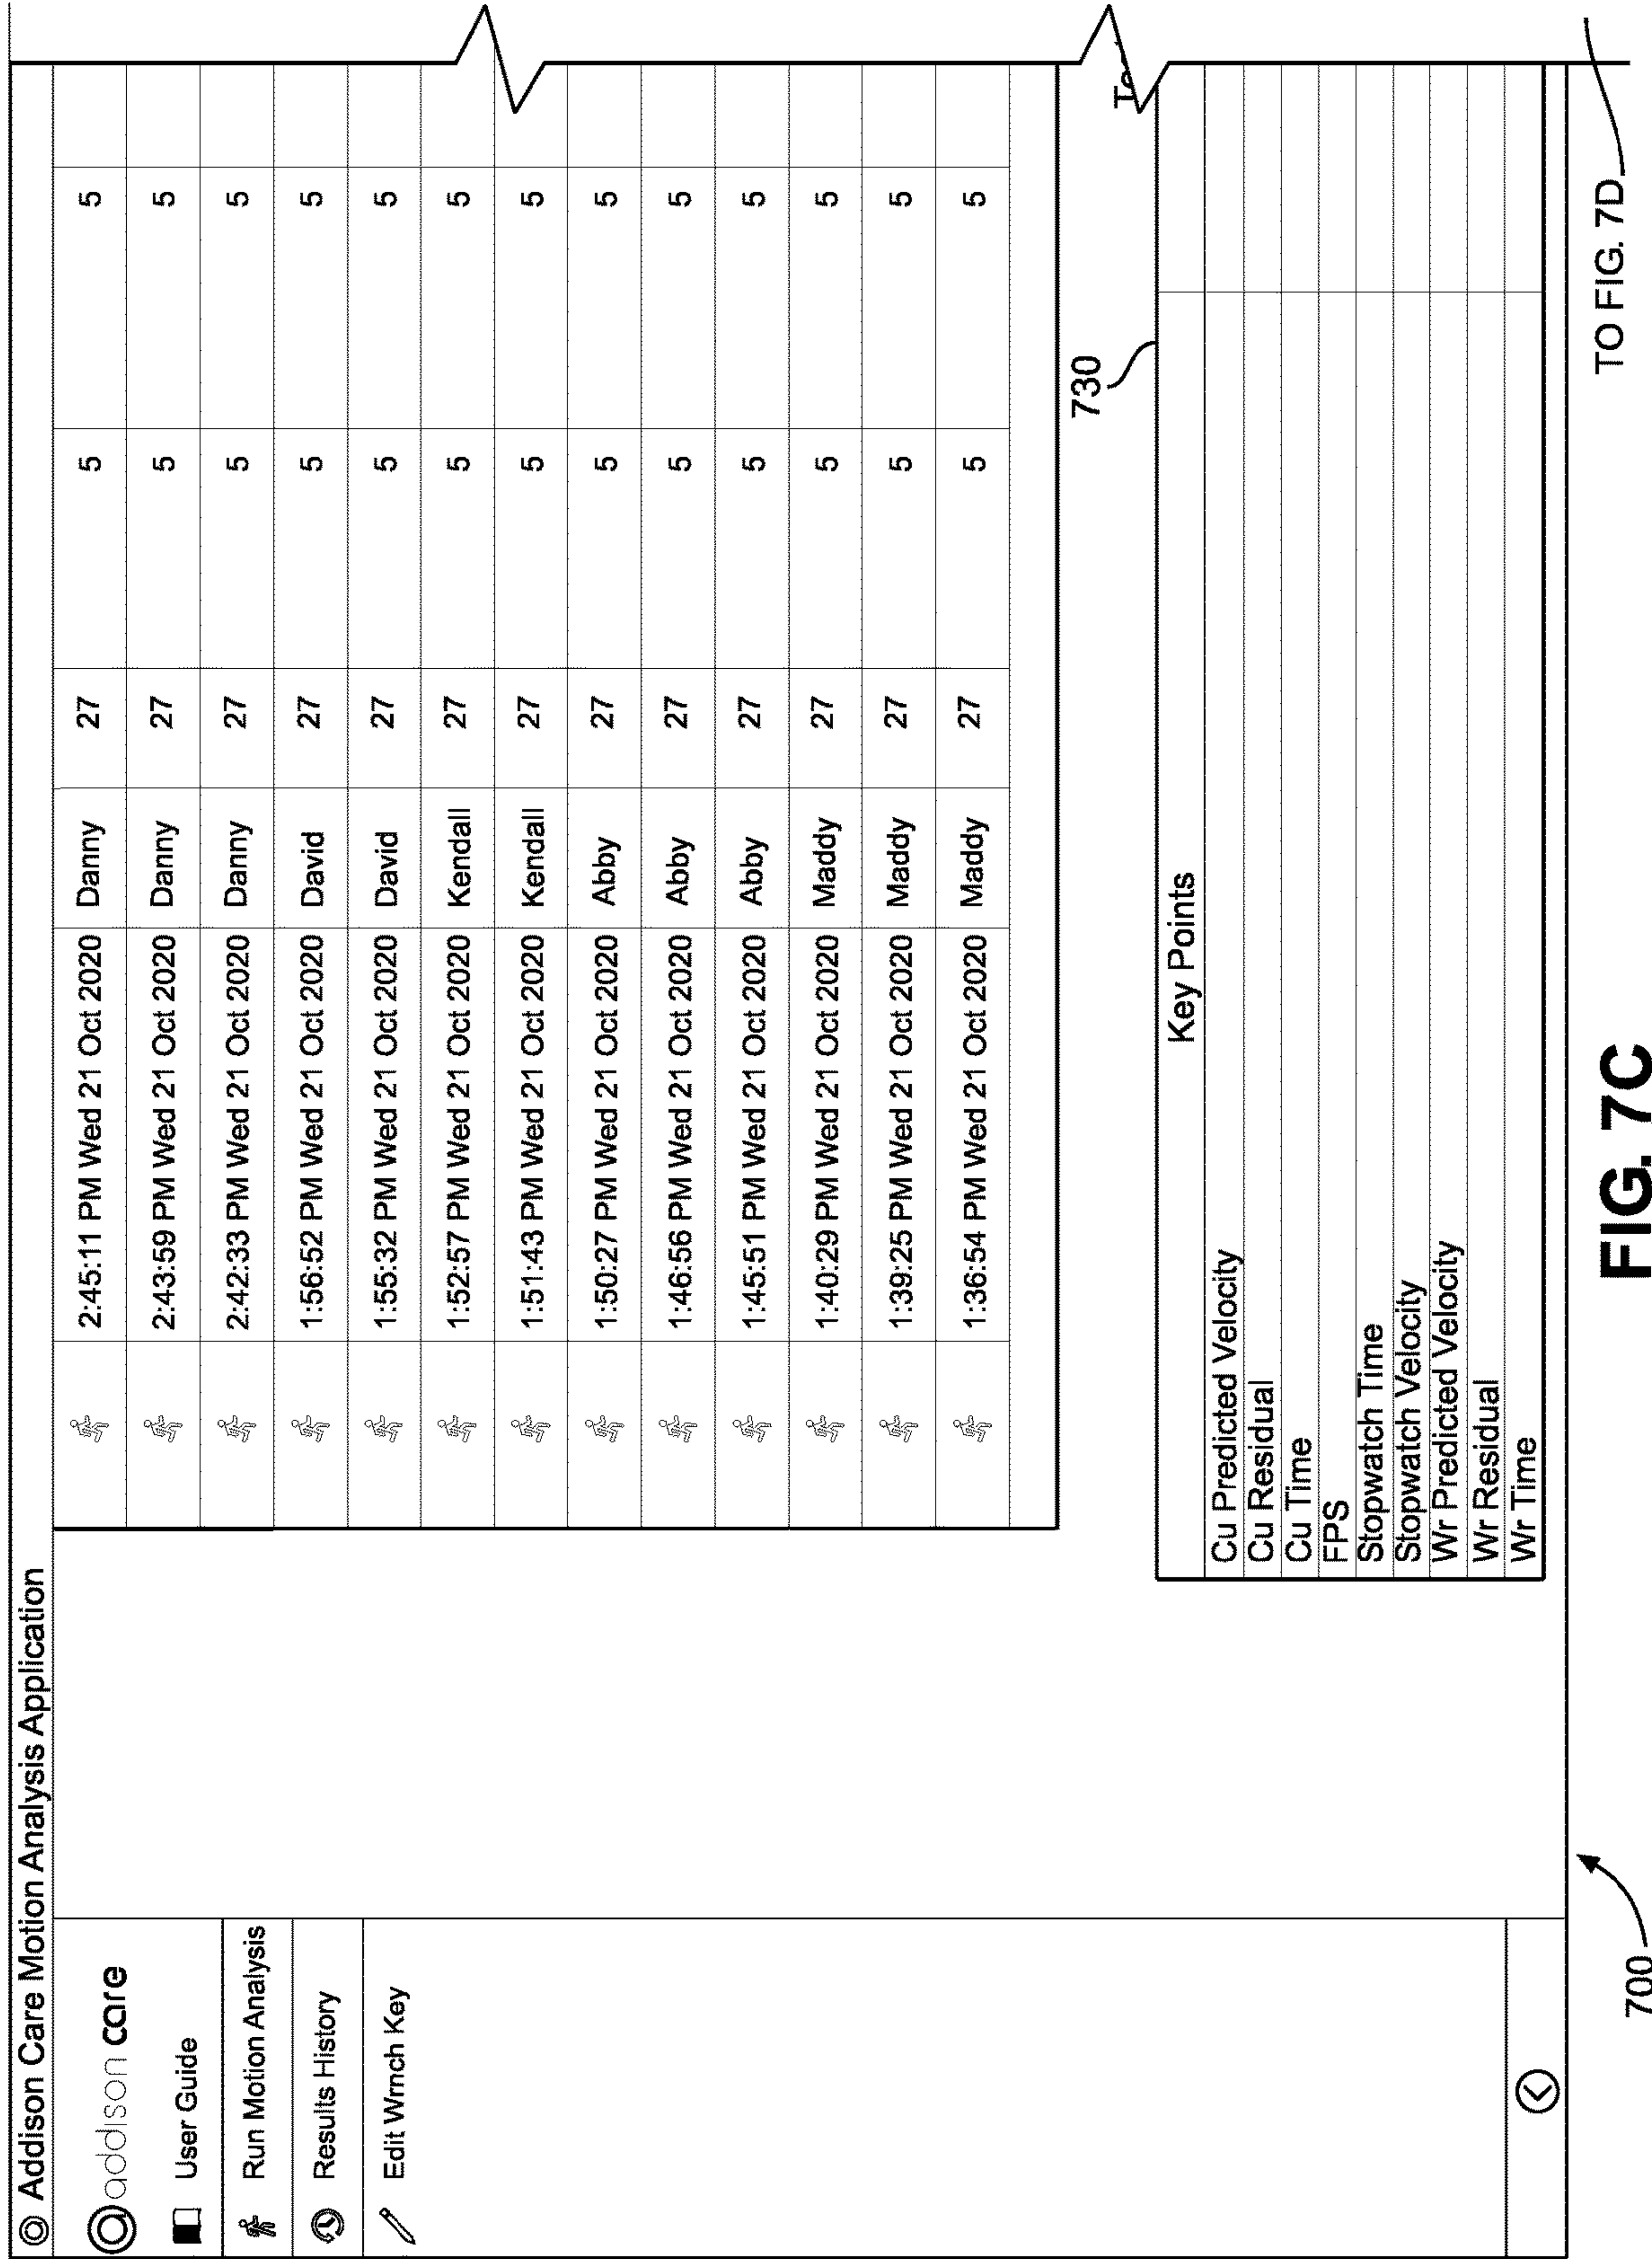 Addison Care Motion Analysis Application
addison care
User Guide
Run Motion Analysis
Results History
Edit Wrnch Key
2:45:11 PM Wed 21 Oct 2020 Danny 27 5 5
2:43:59 PM Wed 21 Oct 2020 Danny 27 5 5
2:42:33 PM Wed 21 Oct 2020 Danny 27 5 5
1:56:52 PM Wed 21 Oct 2020 David 27 5 5
1:55:32 PM Wed 21 Oct 2020 David 27 5 5
1:52:57 PM Wed 21 Oct 2020 Kendall 27 5 5
1:51:43 PM Wed 21 Oct 2020 Kendall 27 5 5
1:50:27 PM Wed 21 Oct 2020 Abby 27 5 5
1:46:56 PM Wed 21 Oct 2020 Abby 27 5 5
1:45:51 PM Wed 21 Oct 2020 Abby 27 5 5
1:40:29 PM Wed 21 Oct 2020 Maddy 27 5 5
1:39:25 PM Wed 21 Oct 2020 Maddy 27 5 5
1:36:54 PM Wed 21 Oct 2020 Maddy 27 5 5
730
Key Points
Cu Predicted Velocity
Cu Residual
Cu Time
FPS
Stopwatch Time
Stopwatch Velocity
Wr Predicted Velocity
Wr Residual
Wr Time
700
TO FIG. 7D
FIG. 7C